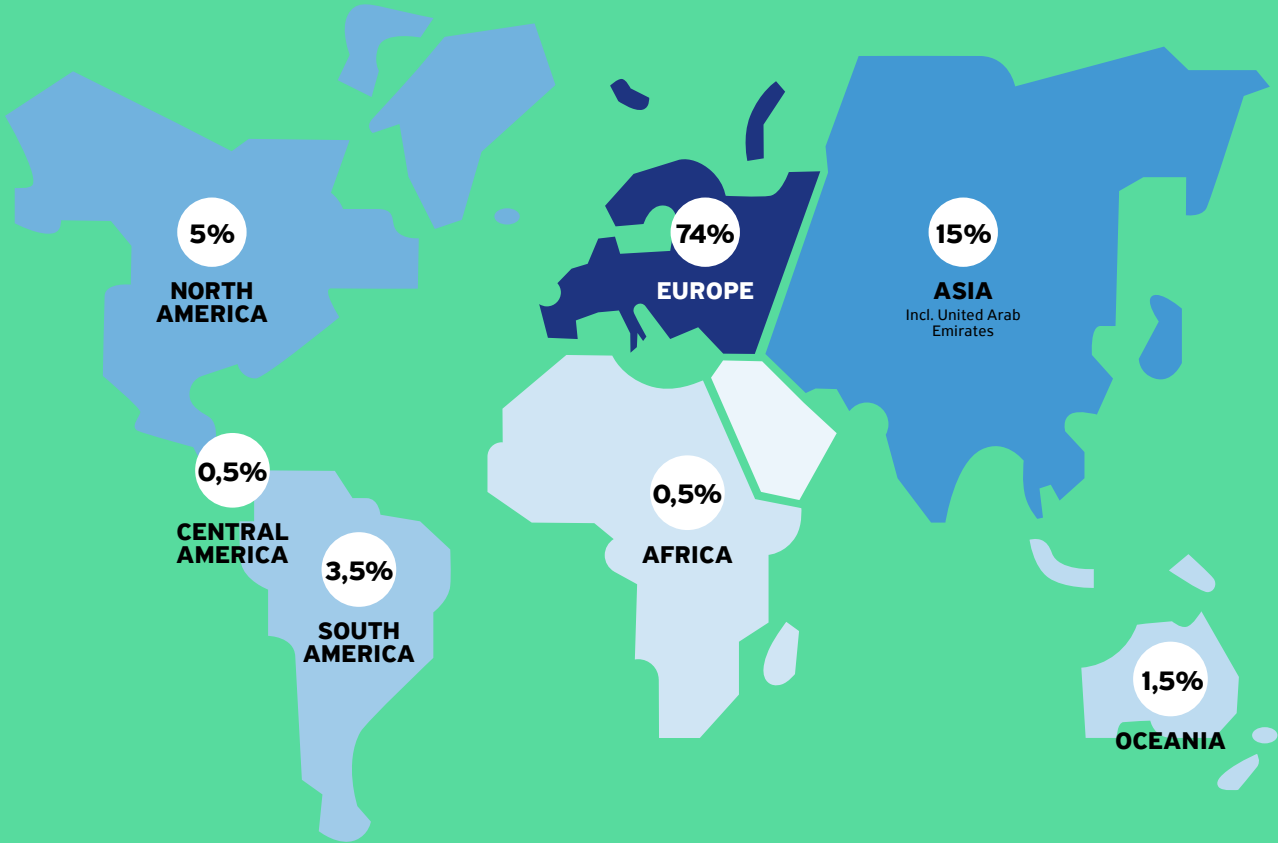 5%
NORTH
AMERICA
74%
EUROPE
15%
ASIA
Incl. United Arab
Emirates
0,5%
CENTRAL
AMERICA
3,5%
SOUTH
AMERICA
0,5%
AFRICA
1,5%
OCEANIA